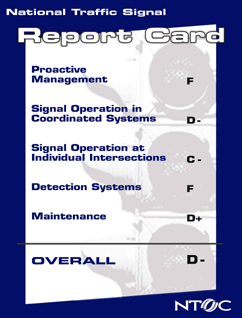 National Traffic Signal
Report Card
Proactive
Management F
Signal Operation in
Coordinated Systems D-
Signal Operation at
Individual Intersections C-
Detection Systems F
Maintenance D+
OVERALL D-
NTOC